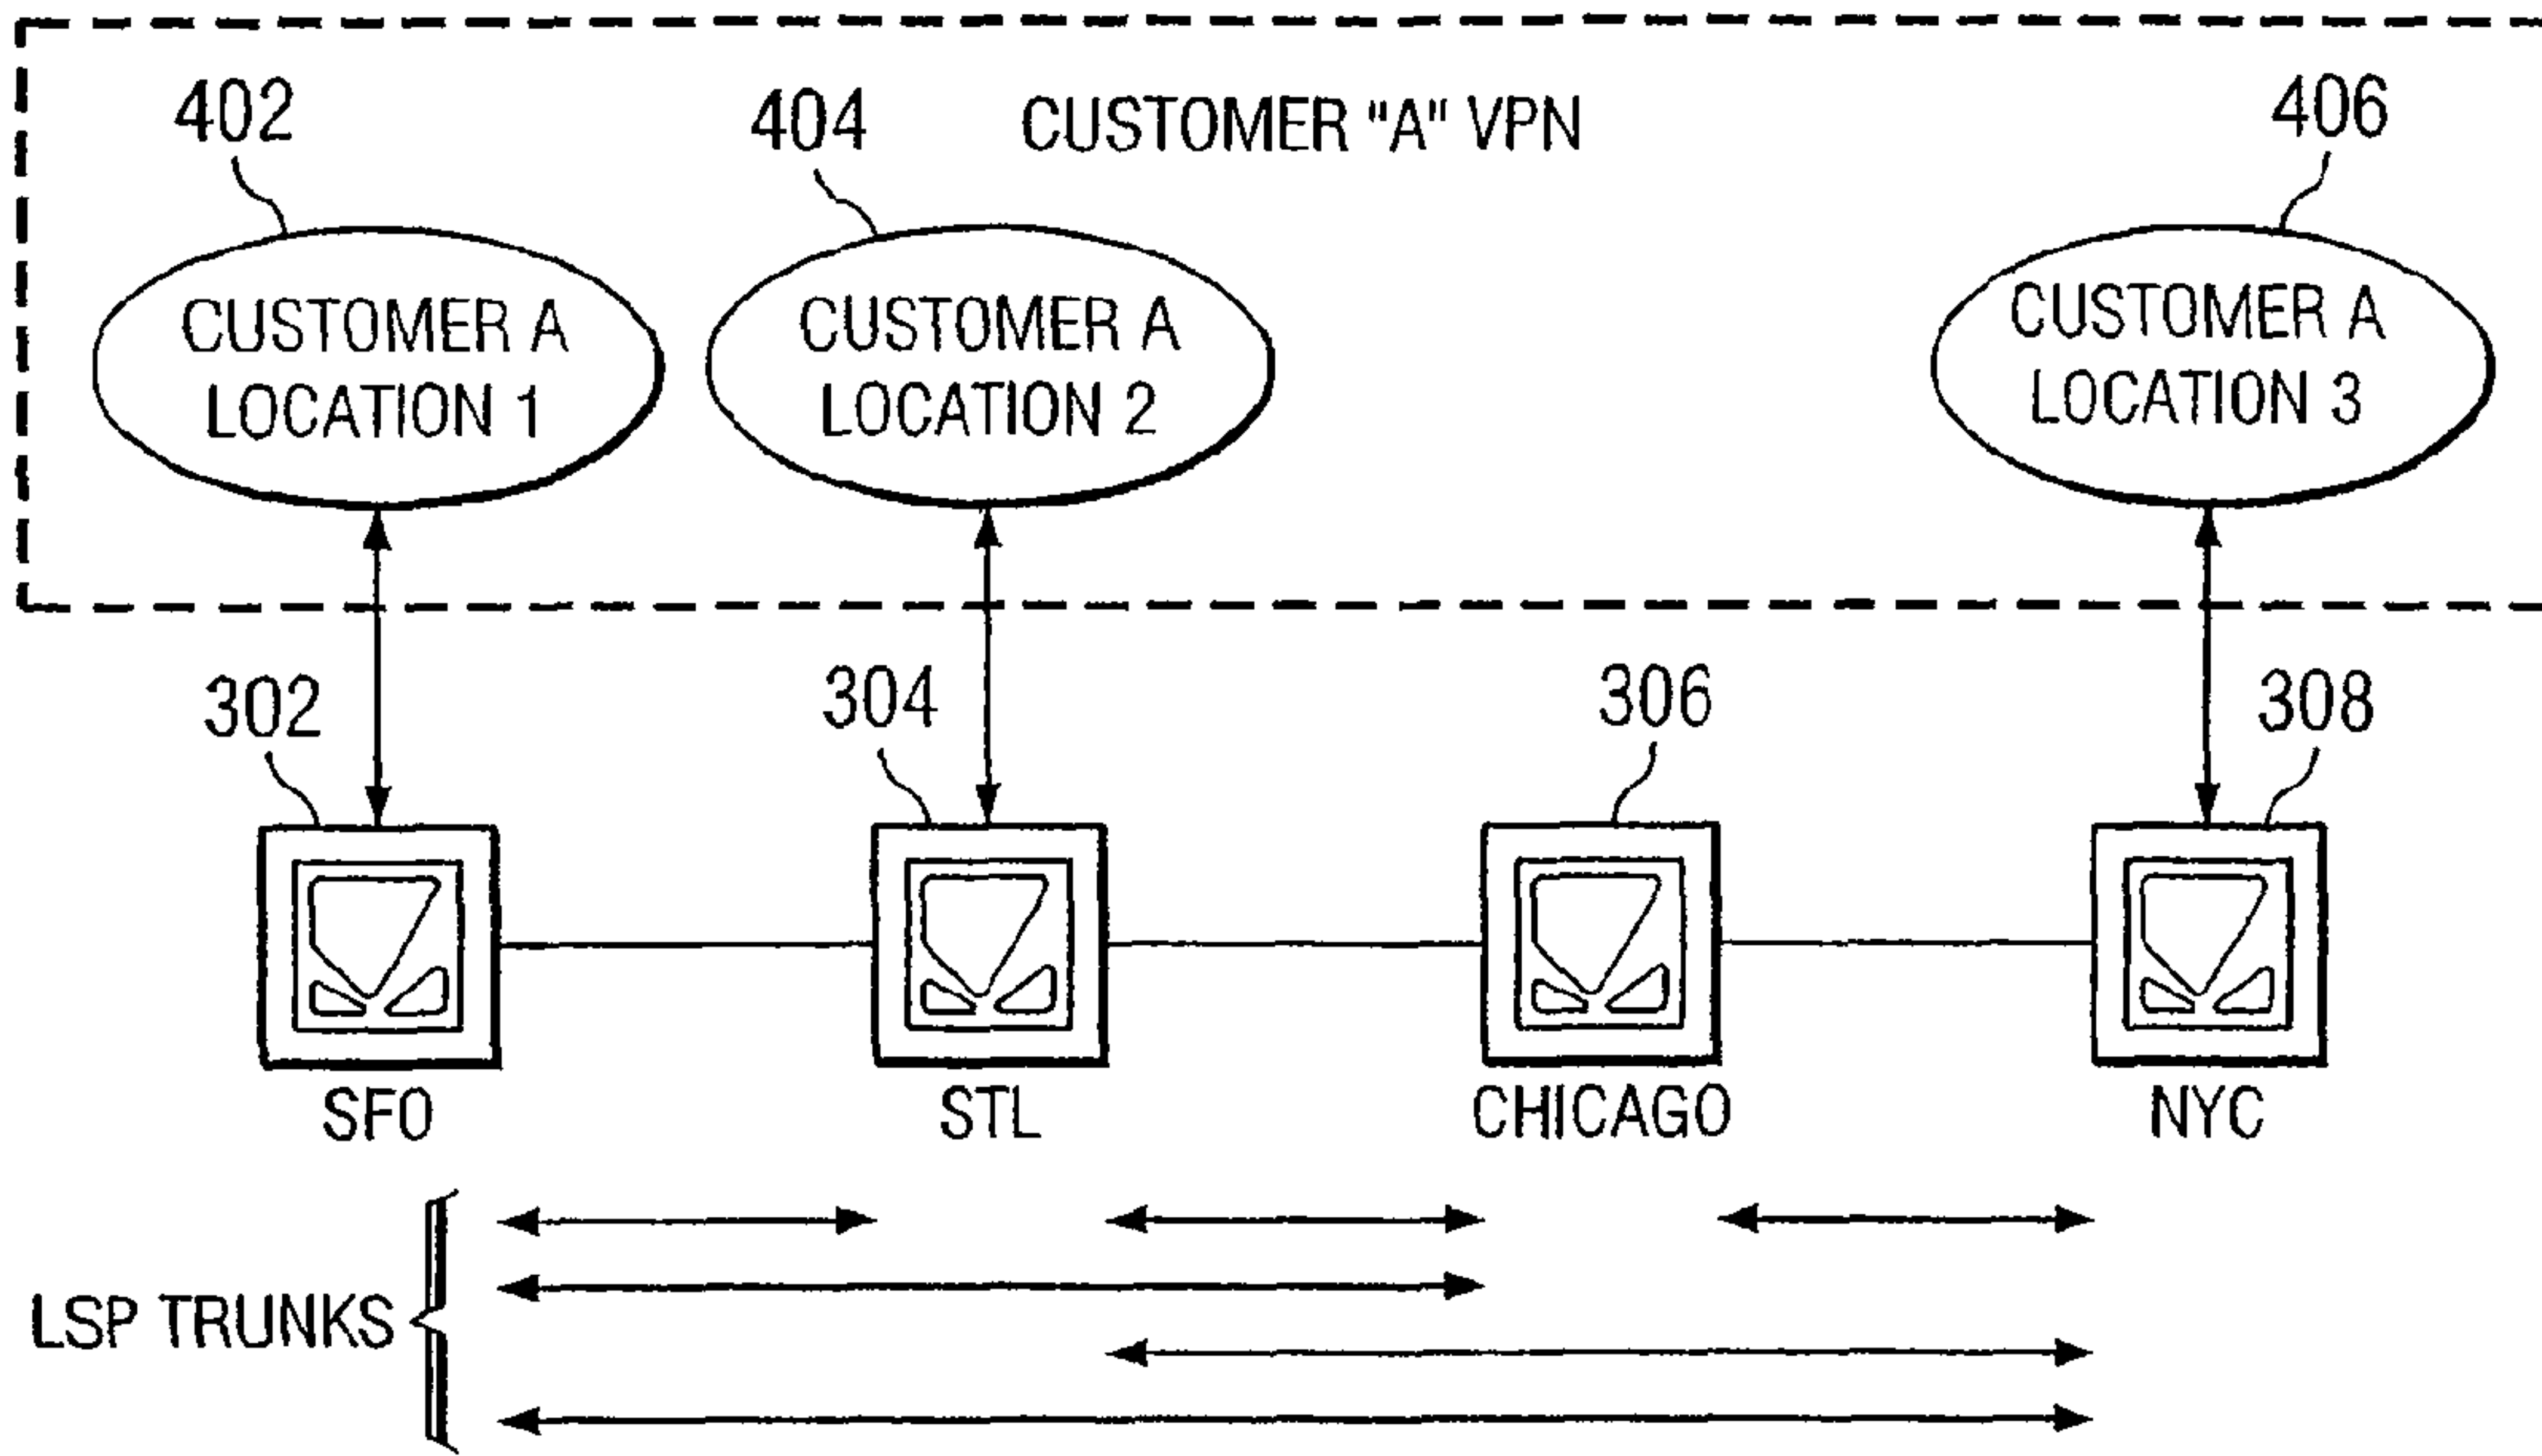 402
404
CUSTOMER "A" VPN
406
CUSTOMER A
LOCATION 1
CUSTOMER A
LOCATION 2
CUSTOMER A
LOCATION 3
302
304
306
308
SFO
STL
CHICAGO
NYC
LSP TRUNKS